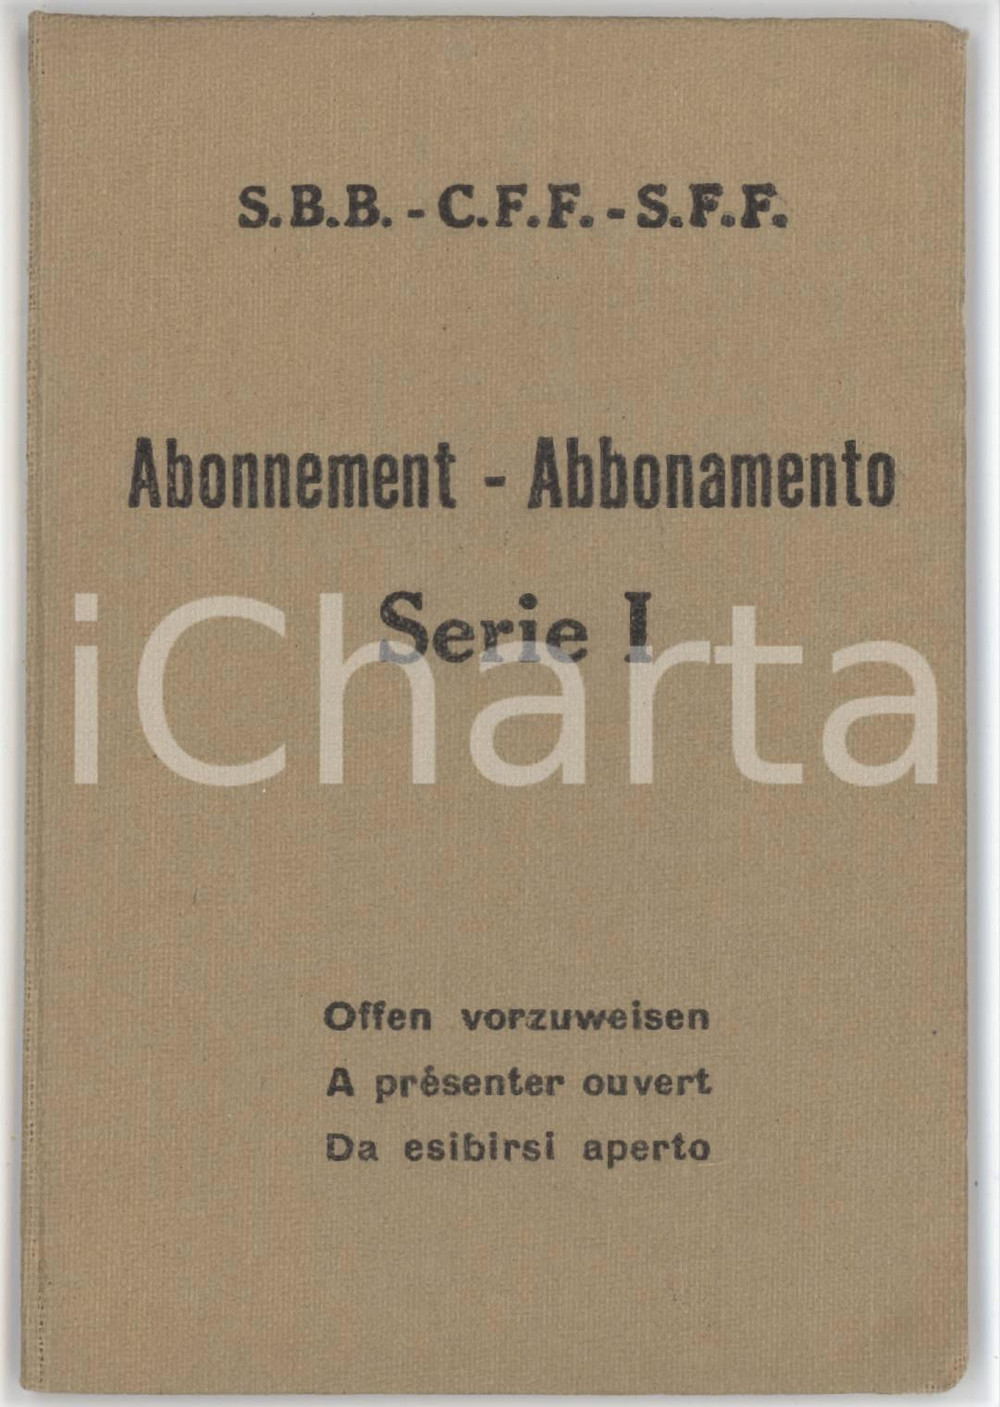 S.B.B. - C.F.F. - S.F.F.
Abonnement - Abbonamento
Serie I
iCharta
Offen vorzuweisen
A présenter ouvert
Da esibirsi aperto